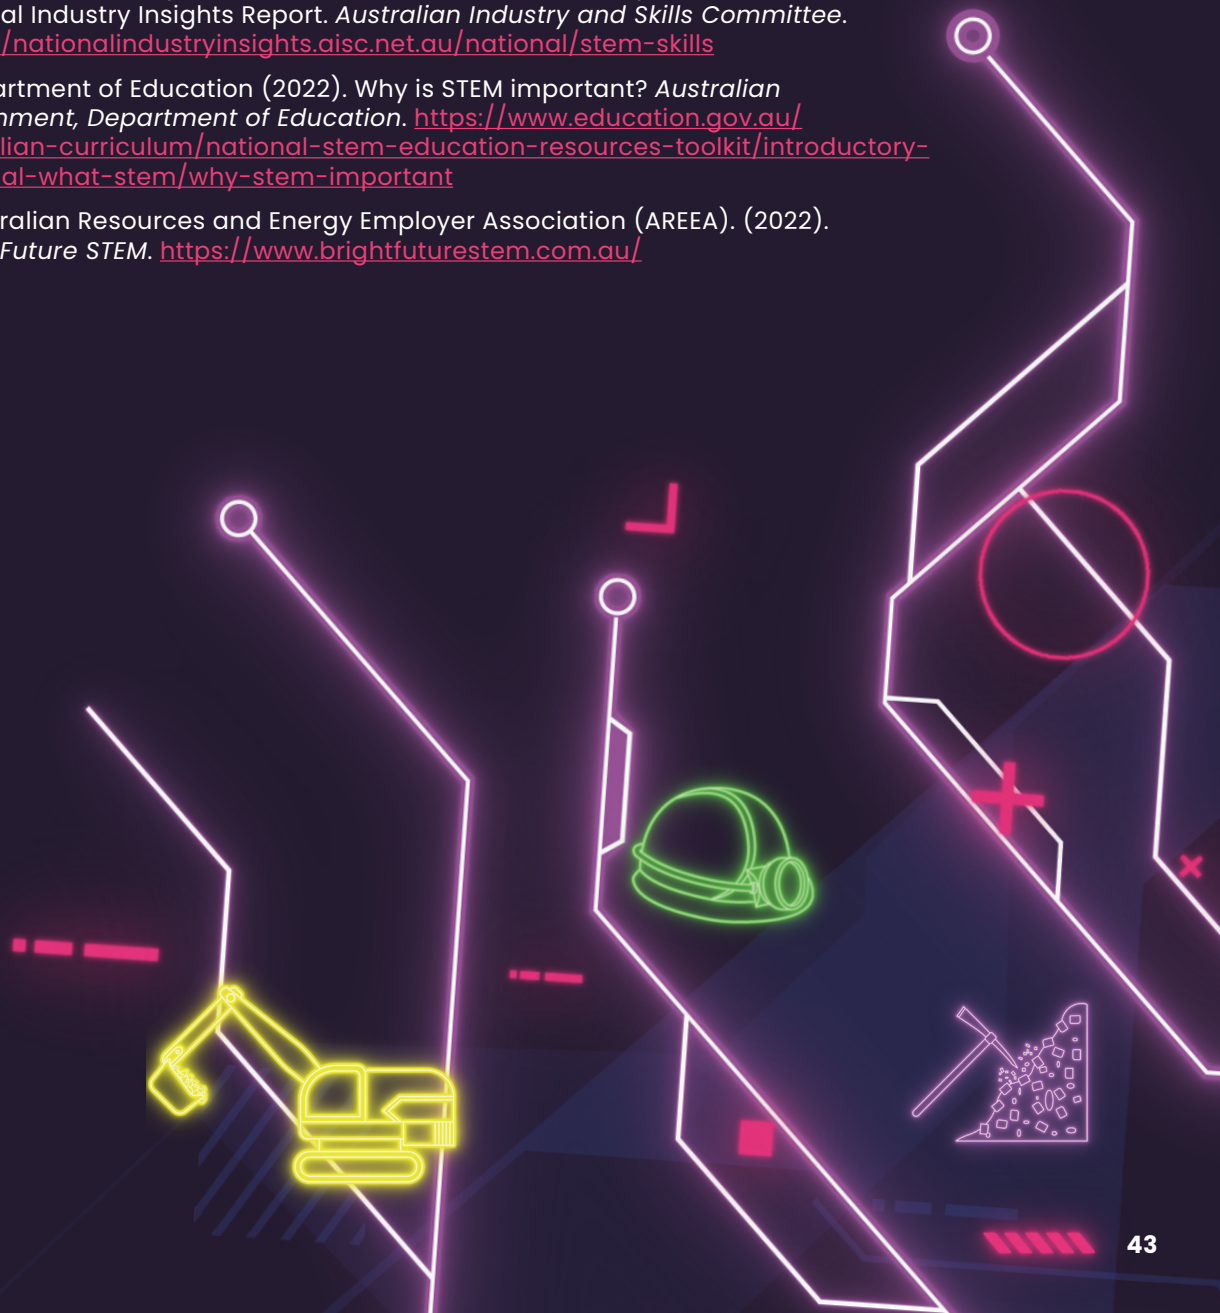 al Industry Insights Report. Australian Industry and Skills Committee.
/nationalindustryinsights.aisc.net.au/national/stem-skills
artment of Education (2022). Why is STEM important? Australian
nment, Department of Education. https://www.education.gov.au/
lian-curriculum/national-stem-education-resources-toolkit/introductory-
al-what-stem/why-stem-important
ralian Resources and Energy Employer Association (AREEA). (2022).
Future STEM. https://www.brightfuturestem.com.au/
43